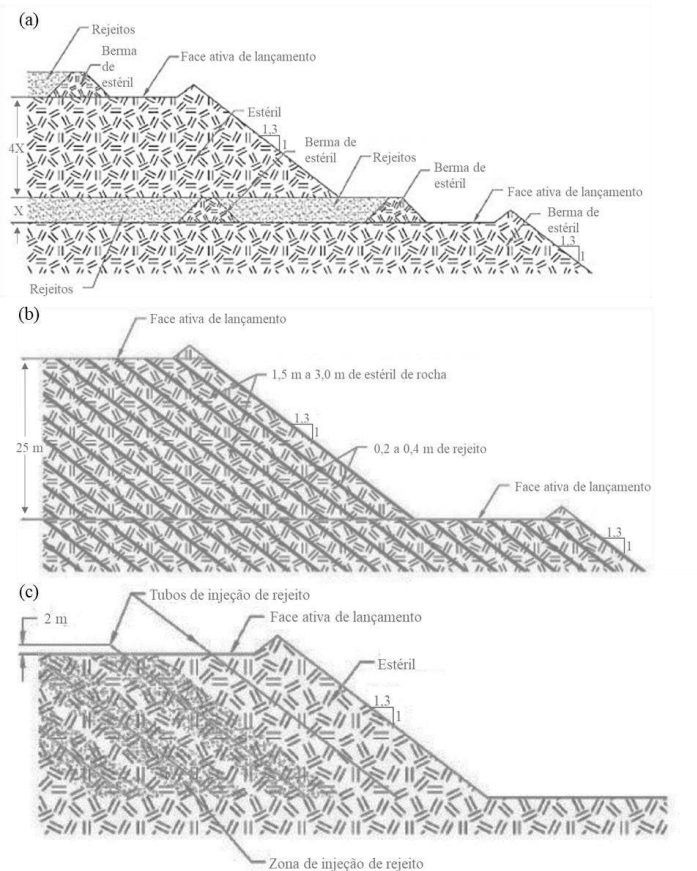 (a)
Rejeitos
Berma
de
estéril
Face ativa de lançamento
4X
Estéril
1,3
1
Berma de
estéril
Rejeitos
Berma de
estéril
Face ativa de lançamento
X
Berma de
estéril
1,3
1
Rejeitos
(b)
Face ativa de lançamento
1,5 m a 3,0 m de estéril de rocha
25 m
1,3
1
0,2 a 0,4 m de rejeito
Face ativa de lançamento
1,3
1
(c)
Tubos de injeção de rejeito
2 m
Face ativa de lançamento
Estéril
1,3
1
Zona de injeção de rejeito